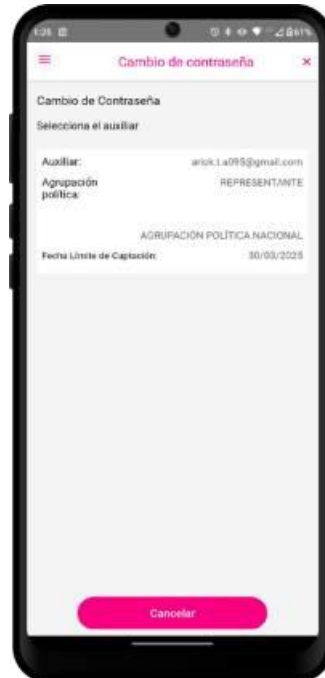 Cambio de contraseña
Cambio de Contraseña
Selecciona el auxiliar
Auxiliar:
Agrupación REPRESENTANTE
política:
AGRUPACIÓN POLÍTICA NACIONAL
Fecha Límite de Captación: 30/03/2025
Cancelar